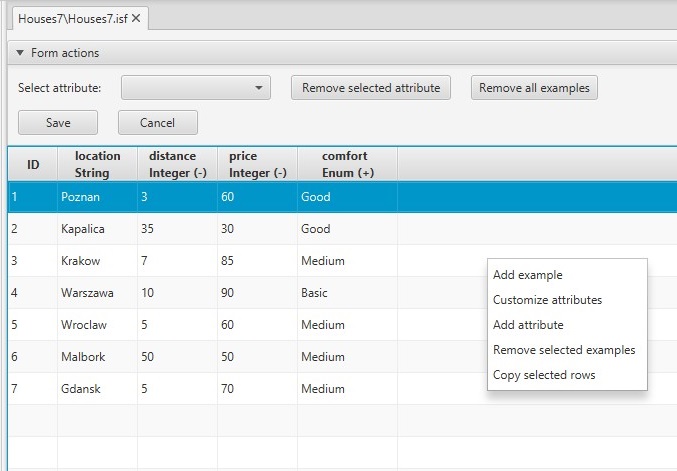 Houses7\Houses7.isf
Form actions
Select attribute: Remove selected attribute Remove all examples
Save Cancel
ID location String distance Integer (-) price Integer (-) comfort Enum (+)
1 Poznan 3 60 Good
2 Kapalica 35 30 Good
3 Krakow 7 85 Medium
4 Warszawa 10 90 Basic
5 Wroclaw 5 60 Medium
6 Malbork 50 50 Medium
7 Gdansk 5 70 Medium
Add example
Customize attributes
Add attribute
Remove selected examples
Copy selected rows